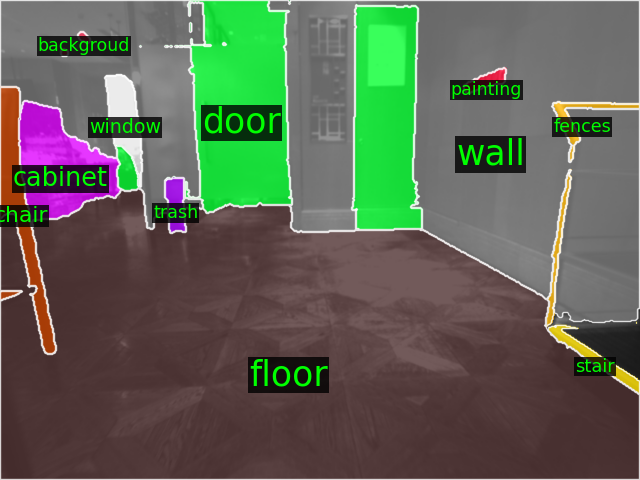 backgroud
painting
door
window
fences
wall
cabinet
trash
chair
stair
floor